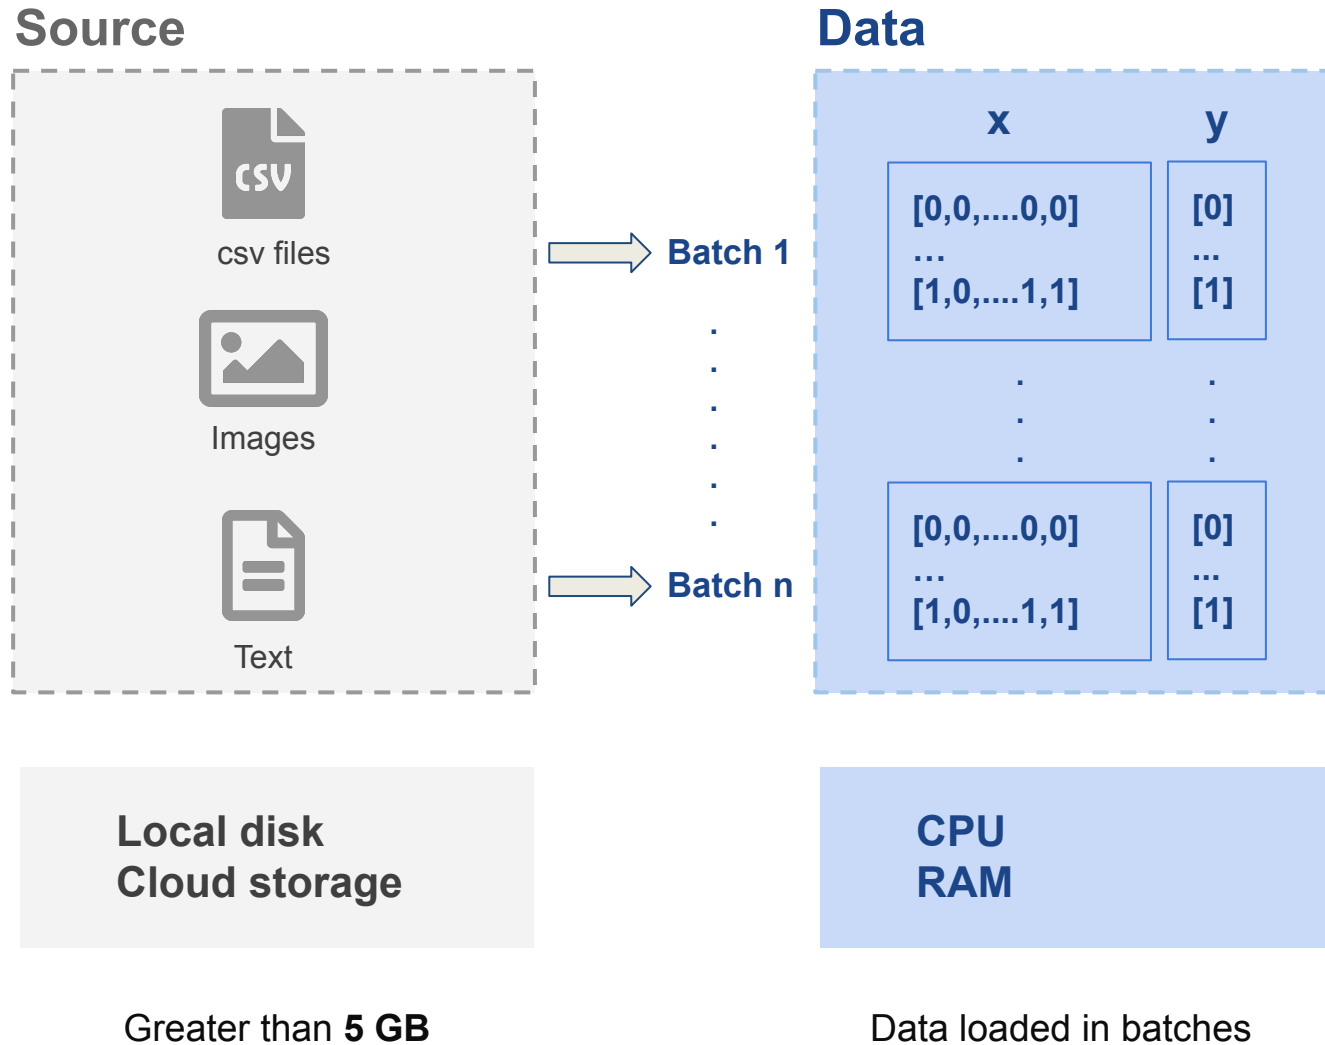 Source
CSV
csv files
Images
Text
Batch 1
.
.
.
.
.
.
Batch n
Data
x y
[0,0,....0,0] [0]
... ...
[1,0,....1,1] [1]
. .
. .
. .
[0,0,....0,0] [0]
... ...
[1,0,....1,1] [1]
Local disk
Cloud storage
CPU
RAM
Greater than 5 GB
Data loaded in batches